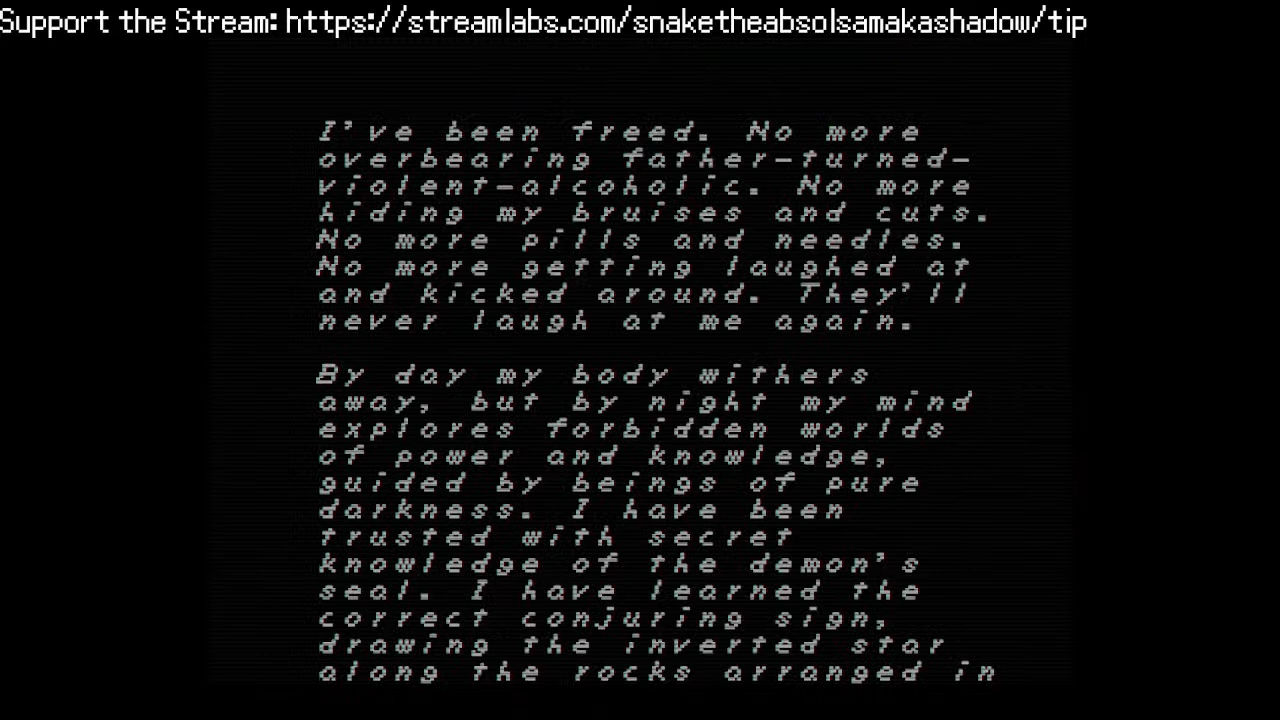 Support the Stream: https://streamlabs.com/snaketheabsolsamakashadow/tip
I've been freed. No more
overbearing father-turned-
violent-alcoholic. No more
hiding my bruises and cuts.
No more pills and needles.
No more getting laughed at
and kicked around. They'll
never laugh at me again.
By day my body withers
away, but by night my mind
explores forbidden worlds
of power and knowledge,
guided by beings of pure
darkness. I have been
trusted with secret
knowledge of the demon's
seal. I have learned the
correct conjuring sign,
drawing the inverted star
along the rocks arranged in